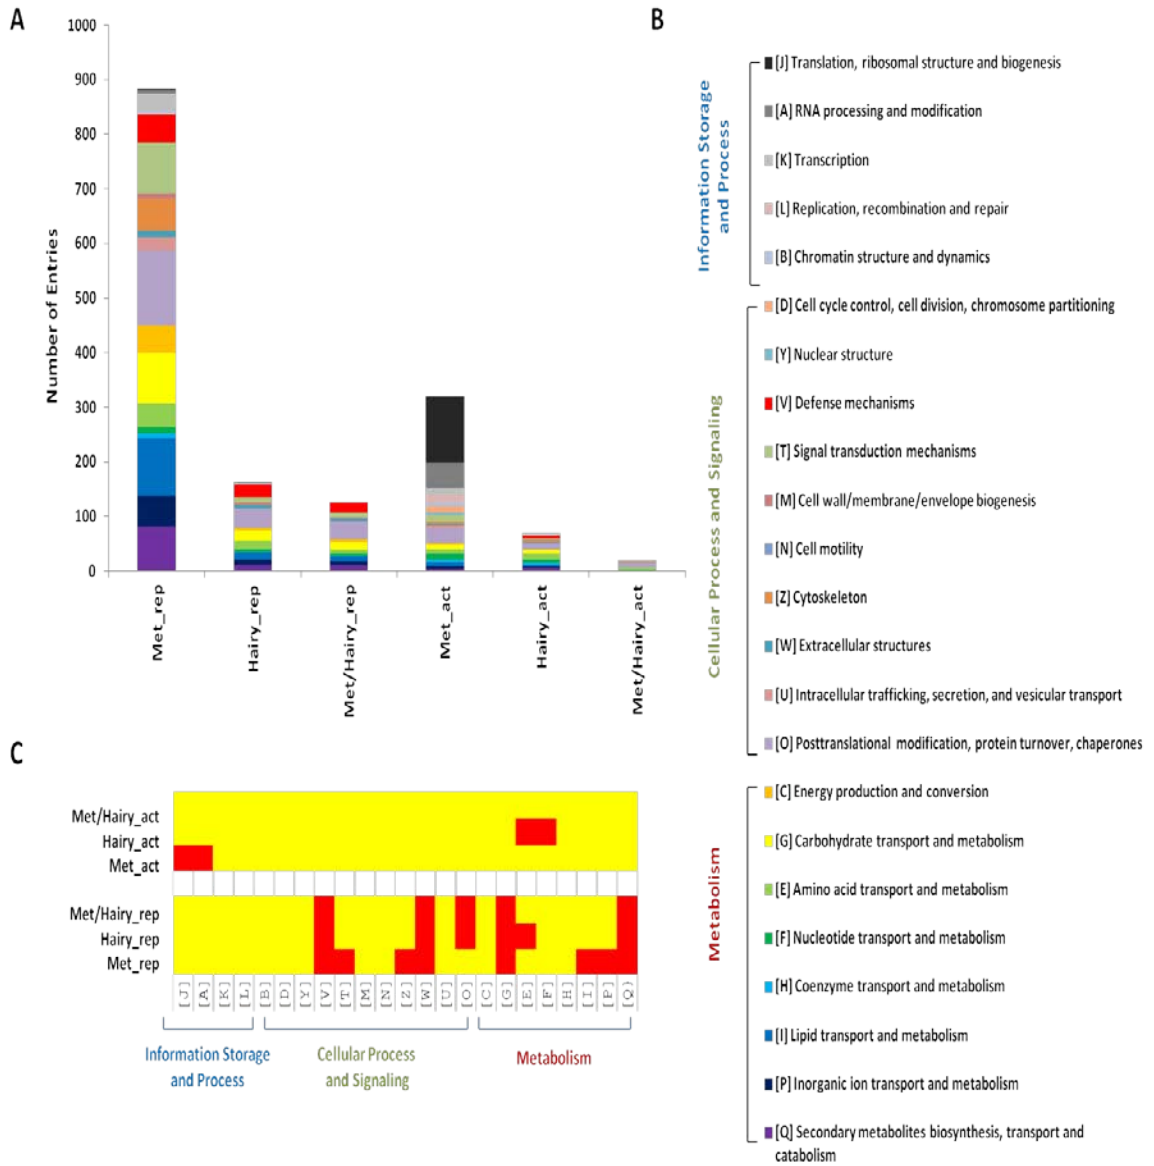 A
1000
900
800
700
600
500
400
300
200
100
0
Number of Entries
Met_rep
Hairy_rep
Met/Hairy_rep
Met_act
Hairy_act
Met/Hairy_act
B
Information Storage
and Process
[J] Translation, ribosomal structure and biogenesis
[A] RNA processing and modification
[K] Transcription
[L] Replication, recombination and repair
[B] Chromatin structure and dynamics
Cellular Process and Signaling
[D] Cell cycle control, cell division, chromosome partitioning
[Y] Nuclear structure
[V] Defense mechanisms
[T] Signal transduction mechanisms
[M] Cell wall/membrane/envelope biogenesis
[N] Cell motility
[Z] Cytoskeleton
[W] Extracellular structures
[U] Intracellular trafficking, secretion, and vesicular transport
[O] Posttranslational modification, protein turnover, chaperones
Metabolism
[C] Energy production and conversion
[G] Carbohydrate transport and metabolism
[E] Amino acid transport and metabolism
[F] Nucleotide transport and metabolism
[H] Coenzyme transport and metabolism
[I] Lipid transport and metabolism
[P] Inorganic ion transport and metabolism
[Q] Secondary metabolites biosynthesis, transport and
catabolism
C
Met/Hairy_act
Hairy_act
Met_act
Met/Hairy_rep
Hairy_rep
Met_rep
[J] [A] [K] [L] [B] [D] [Y] [V] [T] [M] [N] [Z] [W] [U] [O] [C] [G] [E] [F] [H] [I] [P] [Q)
Information Storage
and Process
Cellular Process
and Signaling
Metabolism